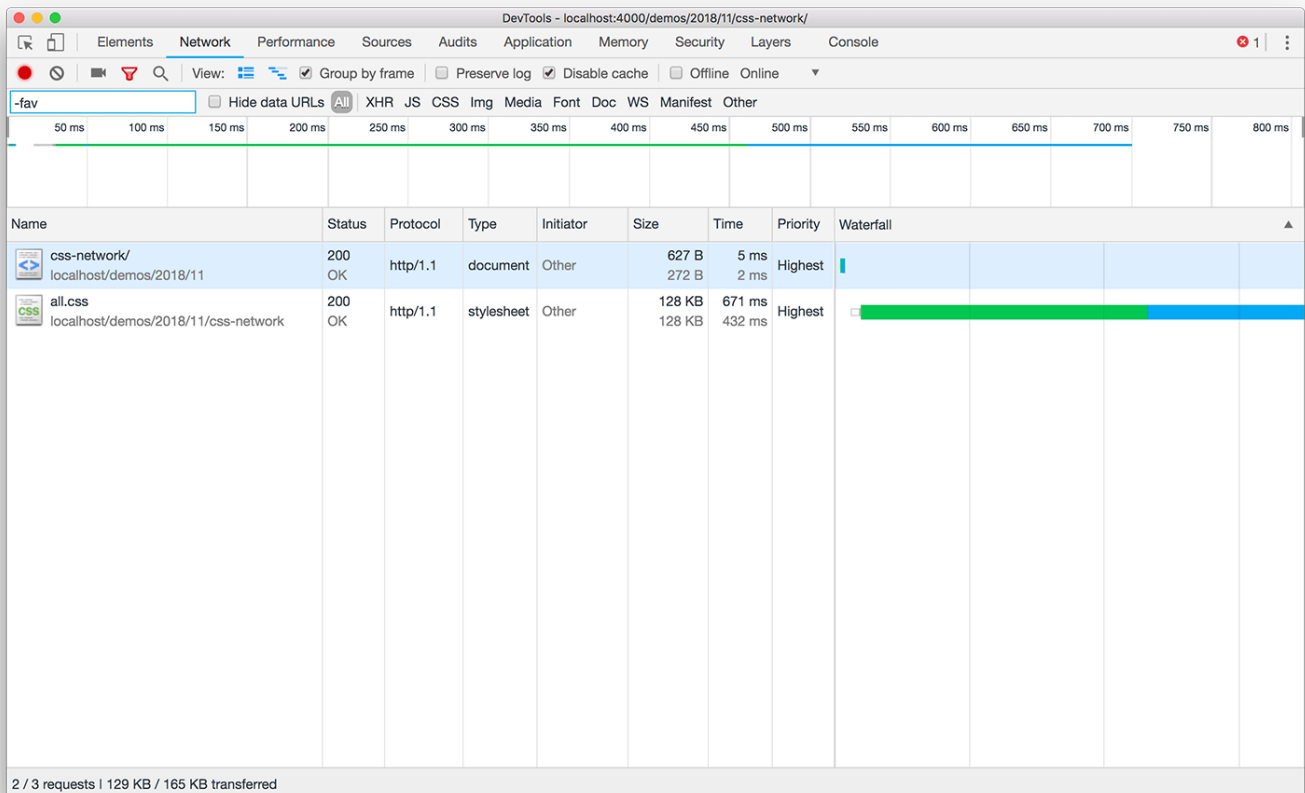 DevTools - localhost:4000/demos/2018/11/css-network/
Elements Network Performance Sources Audits Application Memory Security Layers Console 1
View: Group by frame Preserve log Disable cache Offline Online
-fav Hide data URLs All XHR JS CSS Img Media Font Doc WS Manifest Other
50 ms 100 ms 150 ms 200 ms 250 ms 300 ms 350 ms 400 ms 450 ms 500 ms 550 ms 600 ms 650 ms 700 ms 750 ms 800 ms
Name Status Protocol Type Initiator Size Time Priority Waterfall
css-network/ 200 627 B 5 ms
http/1.1 document Other Highest
localhost/demos/2018/11 OK 272 B 2 ms
all.css 200 128 KB 671 ms
CSS http/1.1 stylesheet Other Highest
localhost/demos/2018/11/css-network OK 128 KB 432 ms
2 / 3 requests | 129 KB / 165 KB transferred